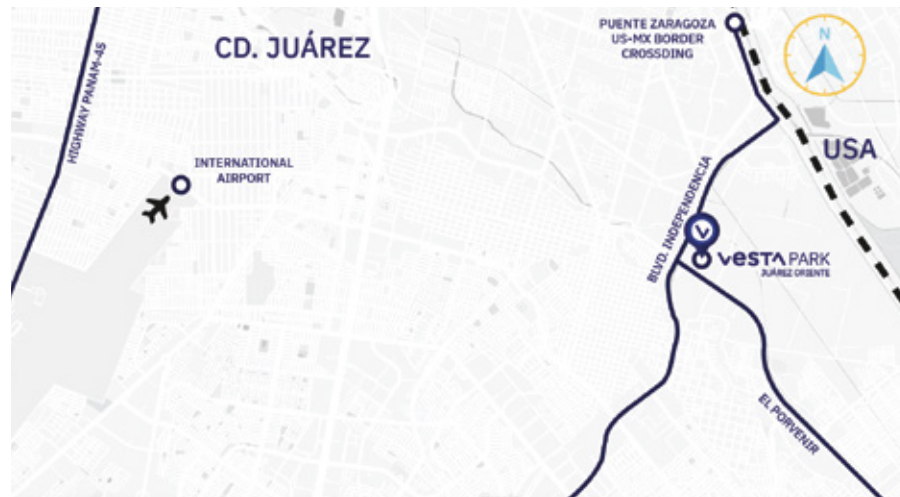 CD. JUÁREZ
PUENTE ZARAGOZA
US-MX BORDER
CROSSDING
N
HIGHWAY PANAM-45
INTERNATIONAL
AIRPORT
USA
BLVD. INDEPENDENCIA
VESTA PARK
JUÁREZ ORIENTE
EL PORVENIR